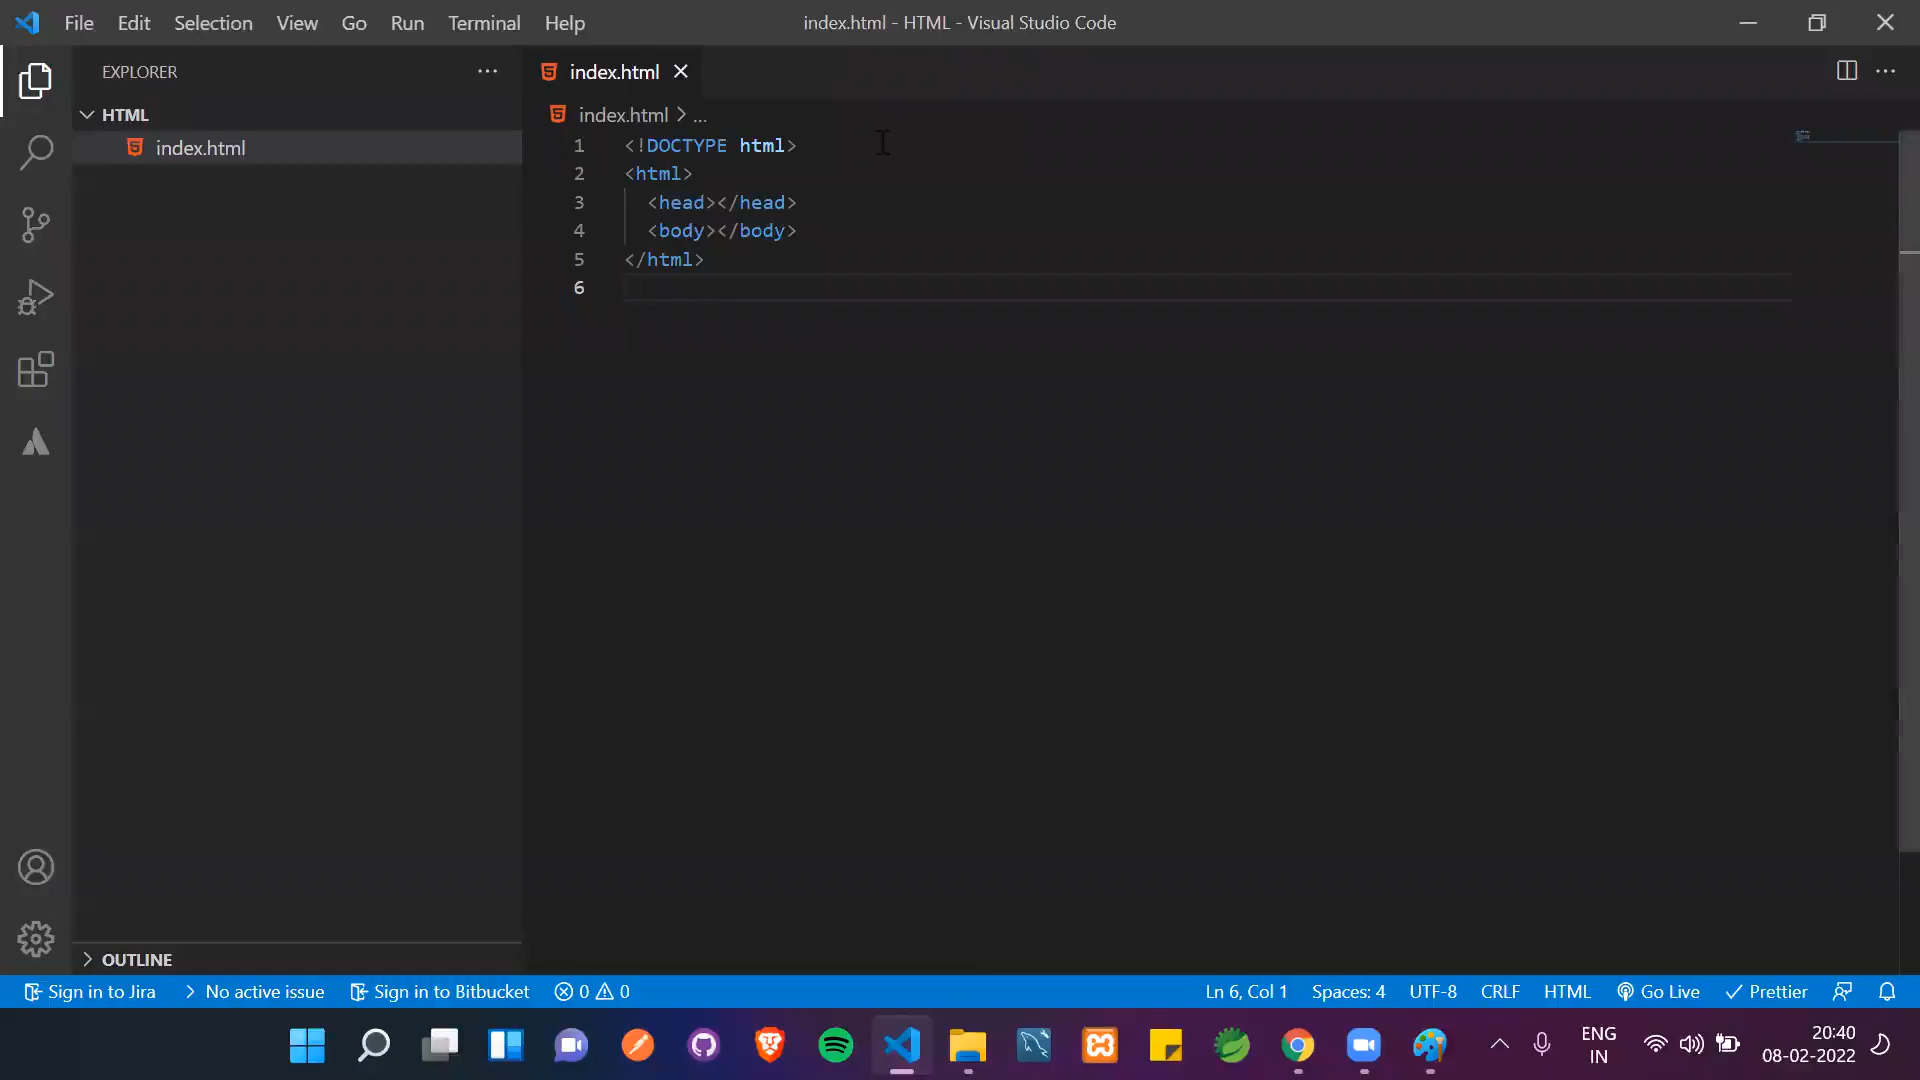 File Edit Selection View Go Run Terminal Help index.html - HTML - Visual Studio Code
EXPLORER
index.html
HTML
index.html
OUTLINE
index.html > ...
1 <!DOCTYPE html>
2 <html>
3 <head></head>
4 <body></body>
5 </html>
6
Sign in to Jira No active issue Sign in to Bitbucket 0 0 Ln 6, Col 1 Spaces: 4 UTF-8 CRLF HTML Go Live Prettier
ENG
IN
20:40
08-02-2022